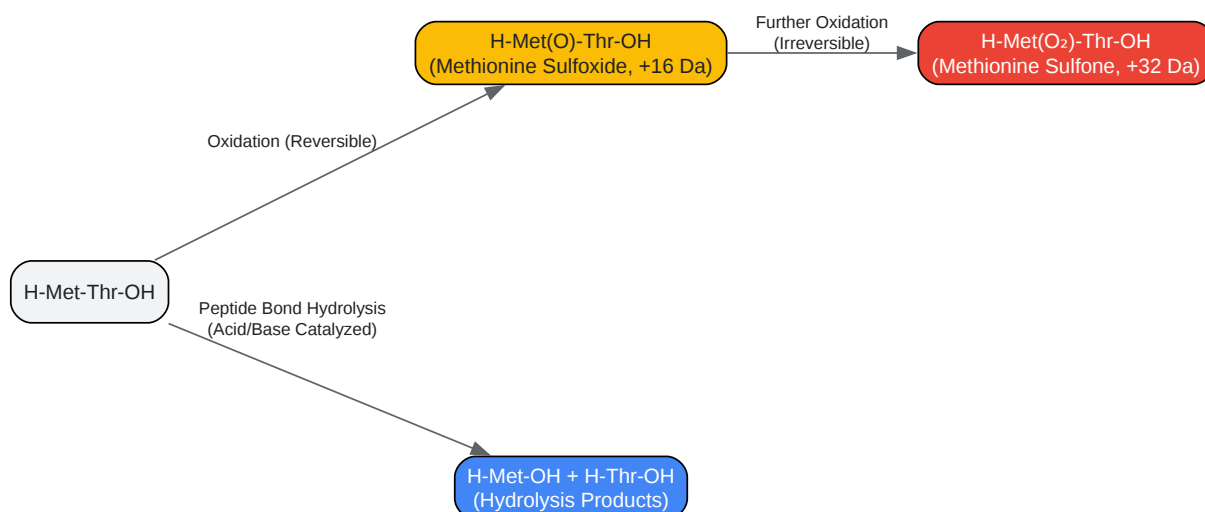 H-Met(O)-Thr-OH
(Methionine Sulfoxide, +16 Da)
Further Oxidation
(Irreversible)
H-Met(O₂)-Thr-OH
(Methionine Sulfone, +32 Da)
Oxidation (Reversible)
H-Met-Thr-OH
Peptide Bond Hydrolysis
(Acid/Base Catalyzed)
H-Met-OH + H-Thr-OH
(Hydrolysis Products)